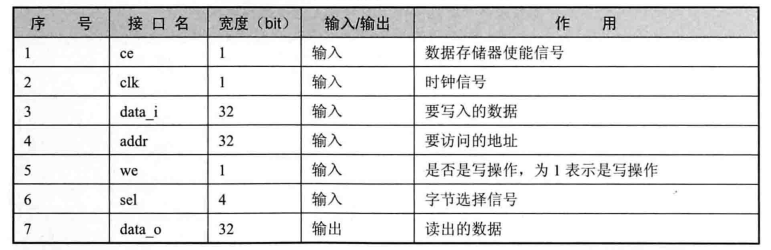 序 号 接 口 名 宽度（bit） 输入/输出 作 用
1 ce 1 输入 数据存储器使能信号
2 clk 1 输入 时钟信号
3 data_i 32 输入 要写入的数据
4 addr 32 输入 要访问的地址
5 we 1 输入 是否是写操作，为 1 表示是写操作
6 sel 4 输入 字节选择信号
7 data_o 32 输出 读出的数据